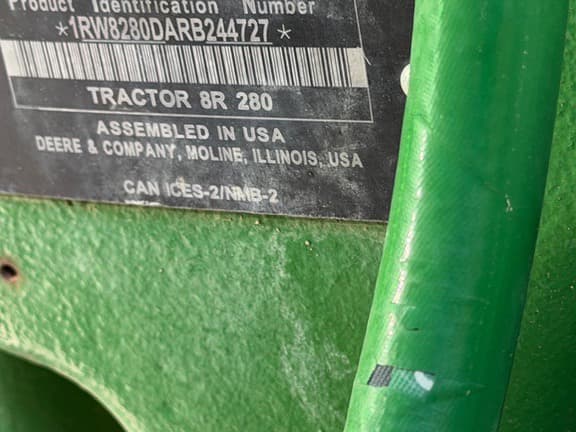 Product Identification Number
*1RW8280DARB244727*
TRACTOR 8R 280
ASSEMBLED IN USA
DEERE & COMPANY, MOLINE, ILLINOIS, USA
CAN ICES-2/NMB-2